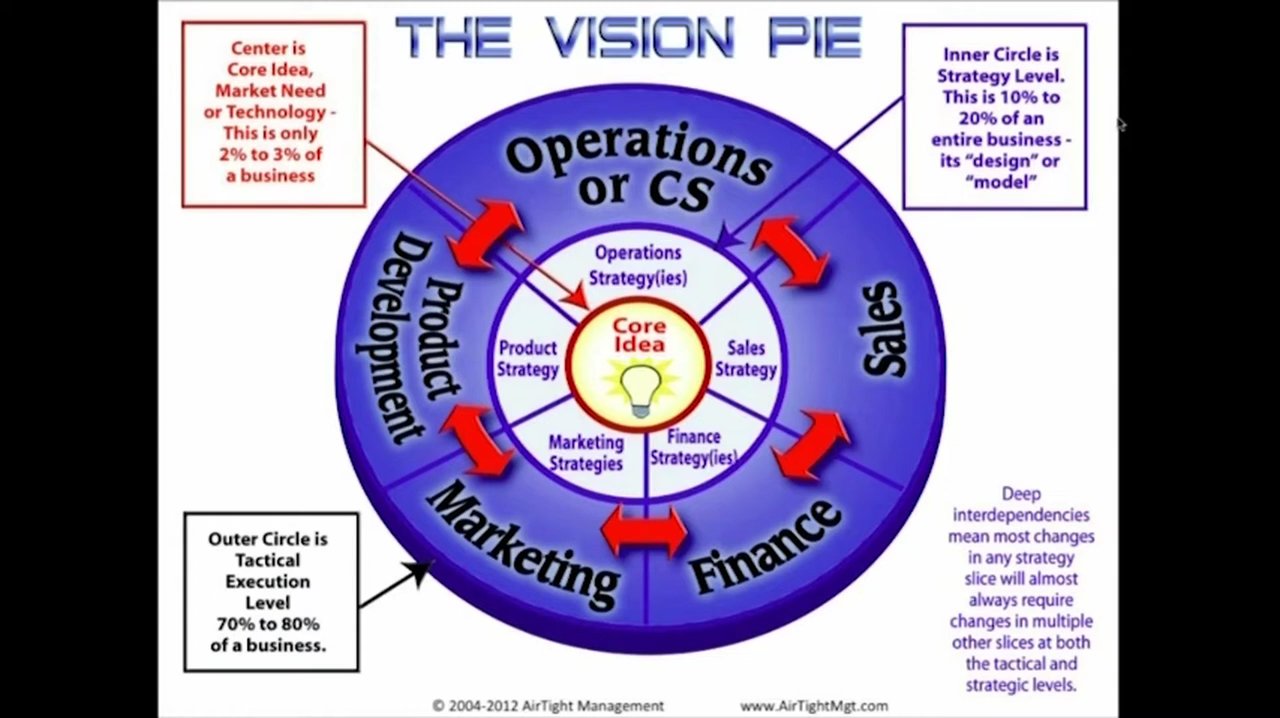 THE VISION PIE
Center is
Core Idea,
Market Need
or Technology -
This is only
2% to 3% of
a business
Inner Circle is
Strategy Level.
This is 10% to
20% of an
entire business -
its “design” or
“model”
Operations
or CS
Product
Development
Sales
Marketing
Finance
Operations
Strategy(ies)
Product
Strategy
Core
Idea
Sales
Strategy
Marketing
Strategies
Finance
Strategy(ies)
Outer Circle is
Tactical
Execution
Level
70% to 80%
of a business.
Deep
interdependencies
mean most changes
in any strategy
slice will almost
always require
changes in multiple
other slices at both
the tactical and
strategic levels.
© 2004-2012 AirTight Management www.AirTightMgt.com